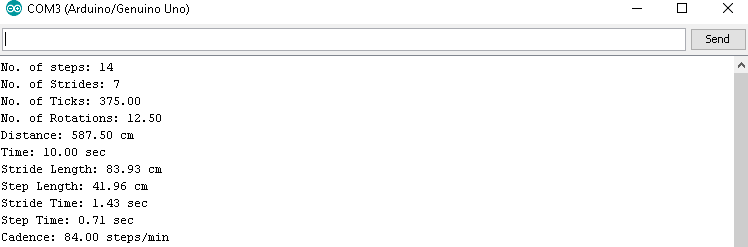 COM3 (Arduino/Genuino Uno)
Send
No. of steps: 14
No. of Strides: 7
No. of Ticks: 375.00
No. of Rotations: 12.50
Distance: 587.50 cm
Time: 10.00 sec
Stride Length: 83.93 cm
Step Length: 41.96 cm
Stride Time: 1.43 sec
Step Time: 0.71 sec
Cadence: 84.00 steps/min